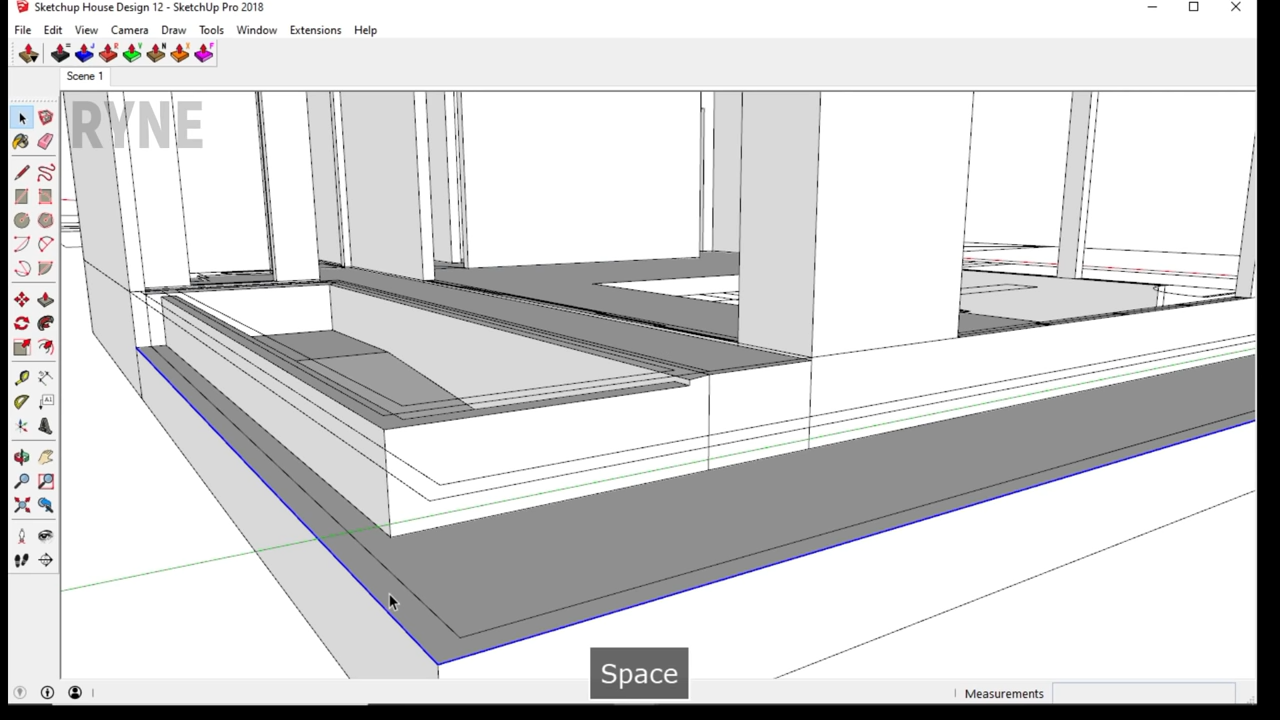 Sketchup House Design 12 - SketchUp Pro 2018
File Edit View Camera Draw Tools Window Extensions Help
Scene 1
RYNE
Space
Measurements